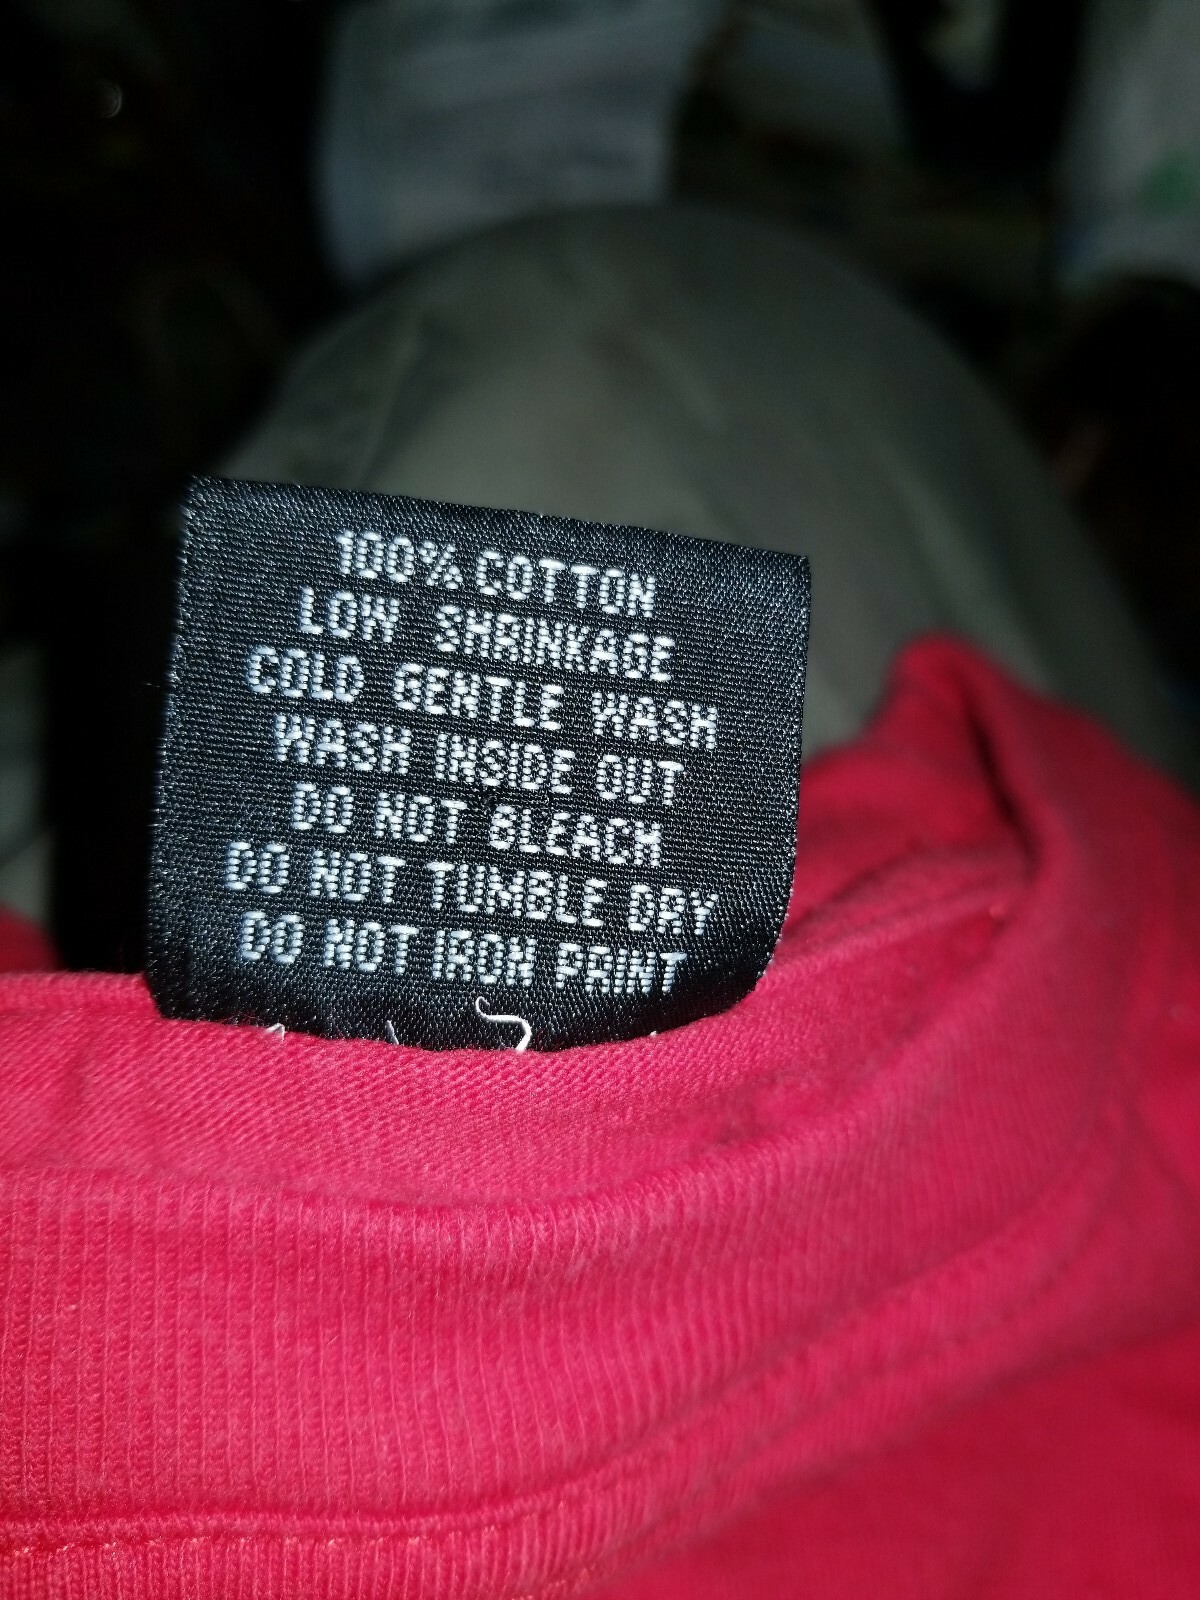 100% COTTON
LOW SHRINKAGE
COLD GENTLE WASH
WASH INSIDE OUT
DO NOT BLEACH
DO NOT TUMBLE DRY
DO NOT IRON PRINT